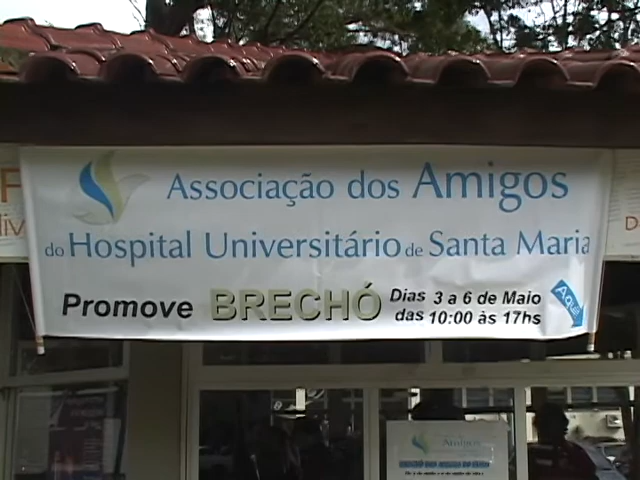 Associação dos Amigos
do Hospital Universitário de Santa Maria
Promove BRECHÓ Dias 3 a 6 de Maio
das 10:00 às 17hs
Aqui!
Amigos